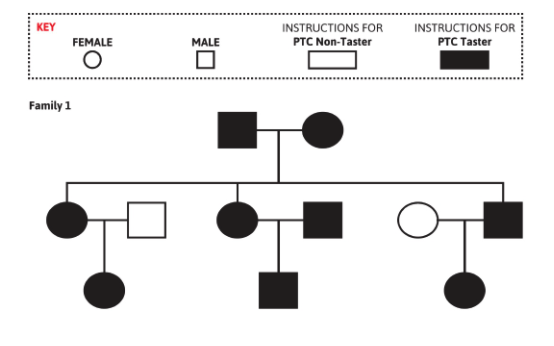 KEY
FEMALE
MALE
INSTRUCTIONS FOR
PTC Non-Taster
INSTRUCTIONS FOR
PTC Taster
Family 1